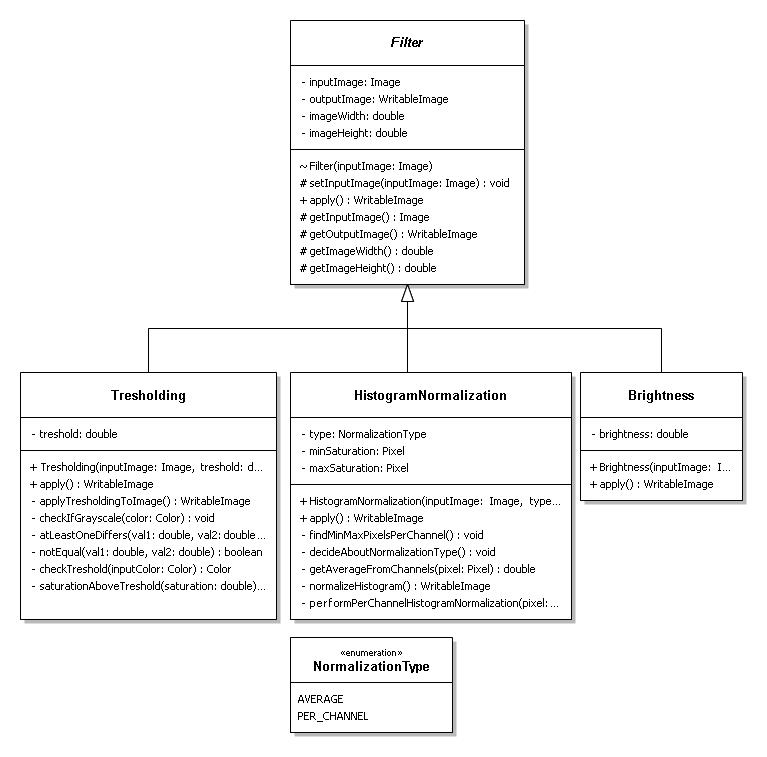 Filter
- inputImage: Image
- outputImage: WritableImage
- imageWidth: double
- imageHeight: double
~ Filter(inputImage: Image)
# setInputImage(inputImage: Image) : void
+ apply() : WritableImage
# getInputImage() : Image
# getOutputImage() : WritableImage
# getImageWidth() : double
# getImageHeight() : double
Tresholding
- treshold: double
+ Tresholding(inputImage: Image, treshold: d...
+ apply() : WritableImage
- applyTresholdingToImage() : WritableImage
- checkIfGrayscale(color: Color) : void
- atLeastOneDiffers(val1: double, val2: double...
- notEqual(val1: double, val2: double) : boolean
- checkTreshold(inputColor: Color) : Color
- saturationAboveTreshold(saturation: double)...
HistogramNormalization
- type: NormalizationType
- minSaturation: Pixel
- maxSaturation: Pixel
+ HistogramNormalization(inputImage: Image, type...
+ apply() : WritableImage
- findMinMaxPixelsPerChannel() : void
- decideAboutNormalizationType() : void
- getAverageFromChannels(pixel: Pixel) : double
- normalizeHistogram() : WritableImage
- performPerChannelHistogramNormalization(pixel:...
Brightness
- brightness: double
+ Brightness(inputImage: I...
+ apply() : WritableImage
«enumeration»
NormalizationType
AVERAGE
PER_CHANNEL